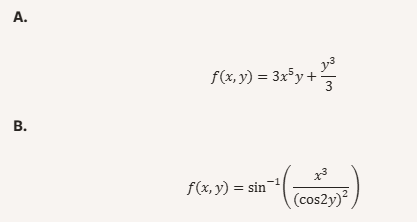 A.
f(x, y) = 3x⁵y + y³/3
B.
f(x, y) = sin⁻¹(x³/(cos2y)²)